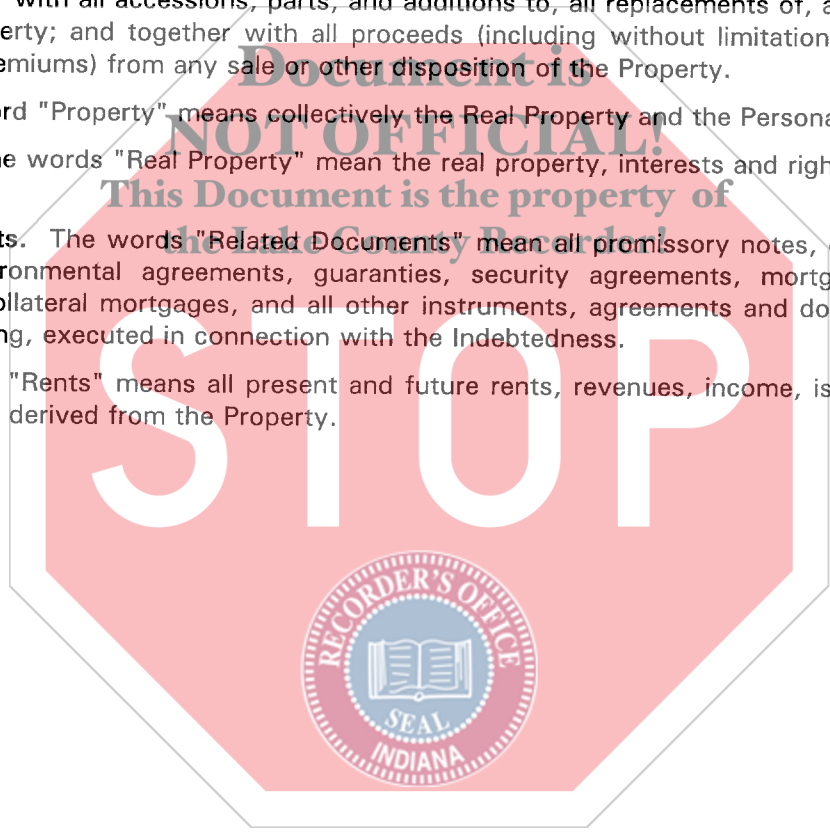 with all accessions, parts, and additions to, all replacements of, a
erty; and together with all proceeds (including without limitation
emiums) from any sale or other disposition of the Property.
rd "Property" means collectively the Real Property and the Persona
e words "Real Property" mean the real property, interests and righ
ts. The words "Related Documents" mean all promissory notes,
ronmental agreements, guaranties, security agreements, mortg
ollateral mortgages, and all other instruments, agreements and do
ng, executed in connection with the Indebtedness.
"Rents" means all present and future rents, revenues, income, is
derived from the Property.
Document is
NOT OFFICIAL!
This Document is the property of
the Lake County Recorder!
STOP
RECORDER'S OFFICE
SEAL
INDIANA